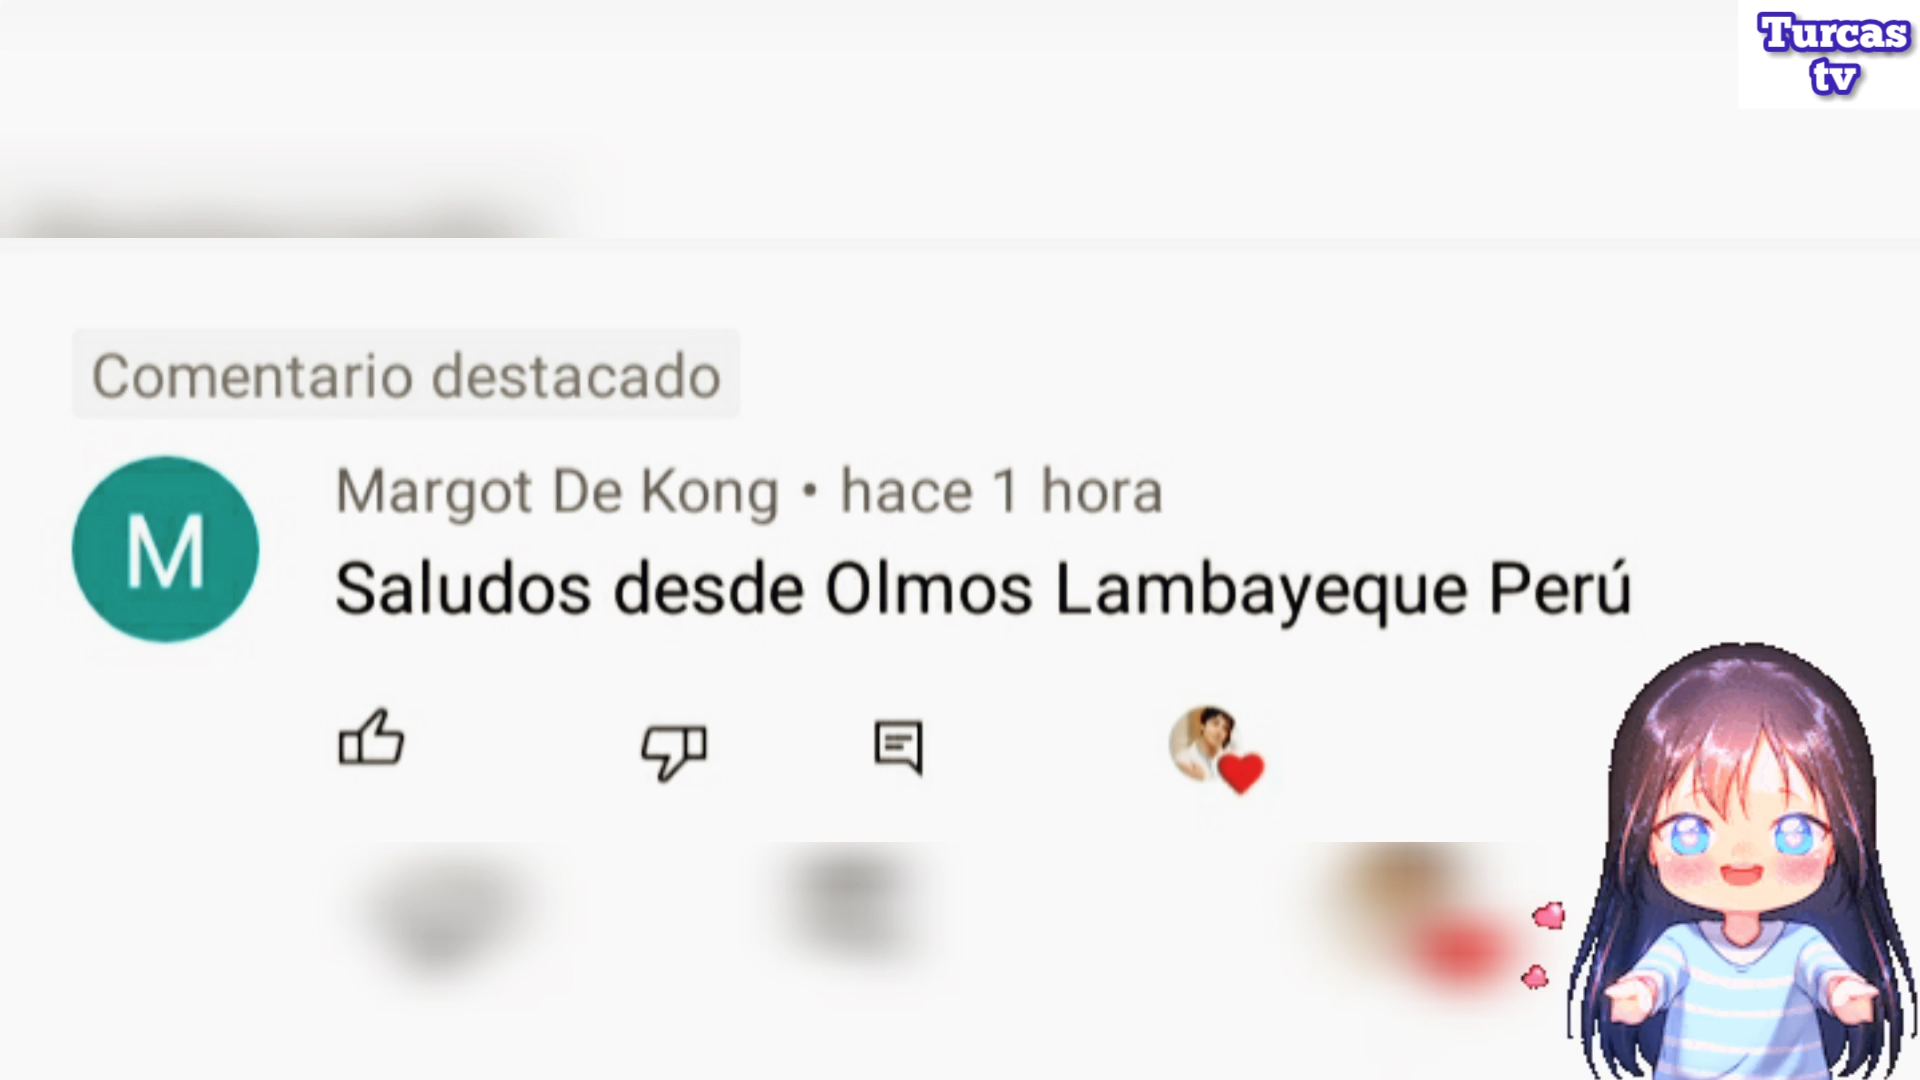 Turcas
tv
Comentario destacado
M
Margot De Kong • hace 1 hora
Saludos desde Olmos Lambayeque Perú